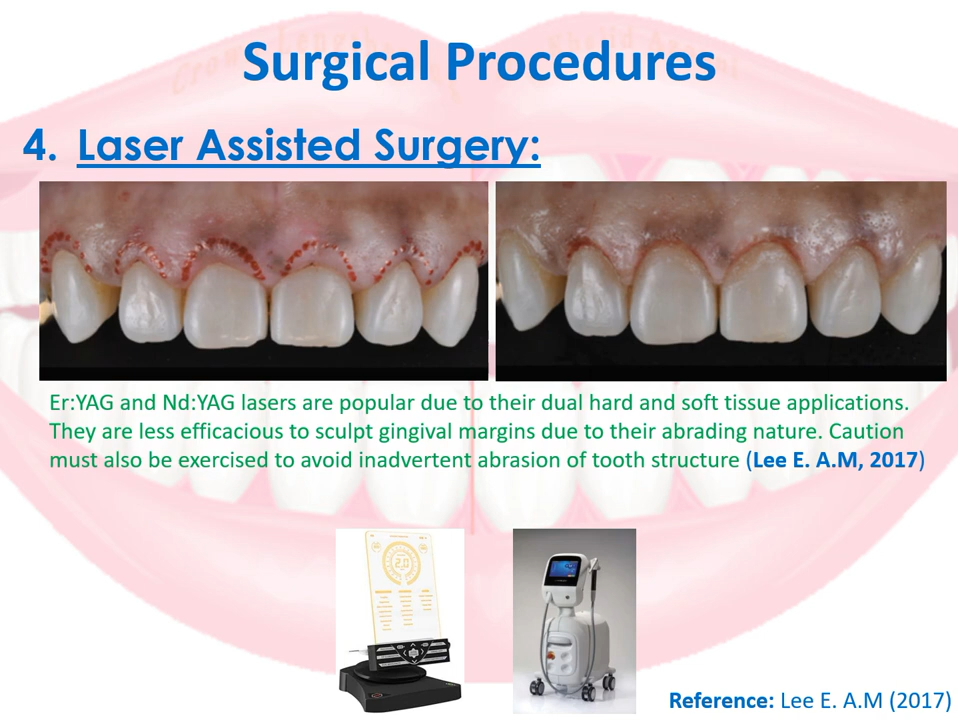 Surgical Procedures
4. Laser Assisted Surgery:
Er:YAG and Nd:YAG lasers are popular due to their dual hard and soft tissue applications.
They are less efficacious to sculpt gingival margins due to their abrading nature. Caution
must also be exercised to avoid inadvertent abrasion of tooth structure (Lee E. A.M, 2017)
2.0
Reference: Lee E. A.M (2017)